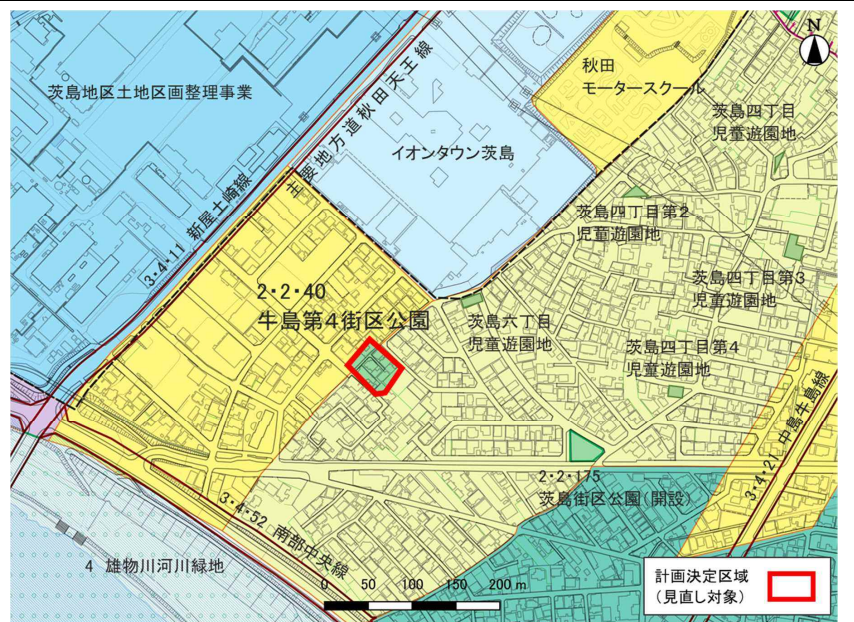 N
秋田
モータースクール
茨島地区土地区画整理事業
主要地方道秋田天王線
イオンタウン茨島
茨島四丁目
児童遊園地
3・4・11 新屋土崎線
茨島四丁目第2
児童遊園地
2・2・40
牛島第4街区公園
茨島四丁目第3
児童遊園地
茨島六丁目
児童遊園地
茨島四丁目第4
児童遊園地
3・4・21 中島牛島線
2・2・175
茨島街区公園(開設)
3・4・52 南部中央線
4 雄物川河川緑地
0 50 100 150 200 m
計画決定区域
(見直し対象)